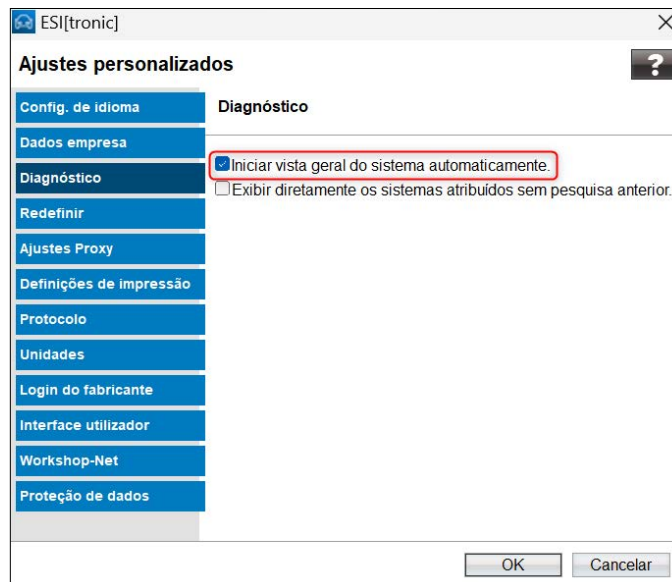 ESI[tronic]
Ajustes personalizados
?
Config. de idioma
Dados empresa
Diagnóstico
Redefinir
Ajustes Proxy
Definições de impressão
Protocolo
Unidades
Login do fabricante
Interface utilizador
Workshop-Net
Proteção de dados
Diagnóstico
Iniciar vista geral do sistema automaticamente.
Exibir diretamente os sistemas atribuídos sem pesquisa anterior.
OK
Cancelar